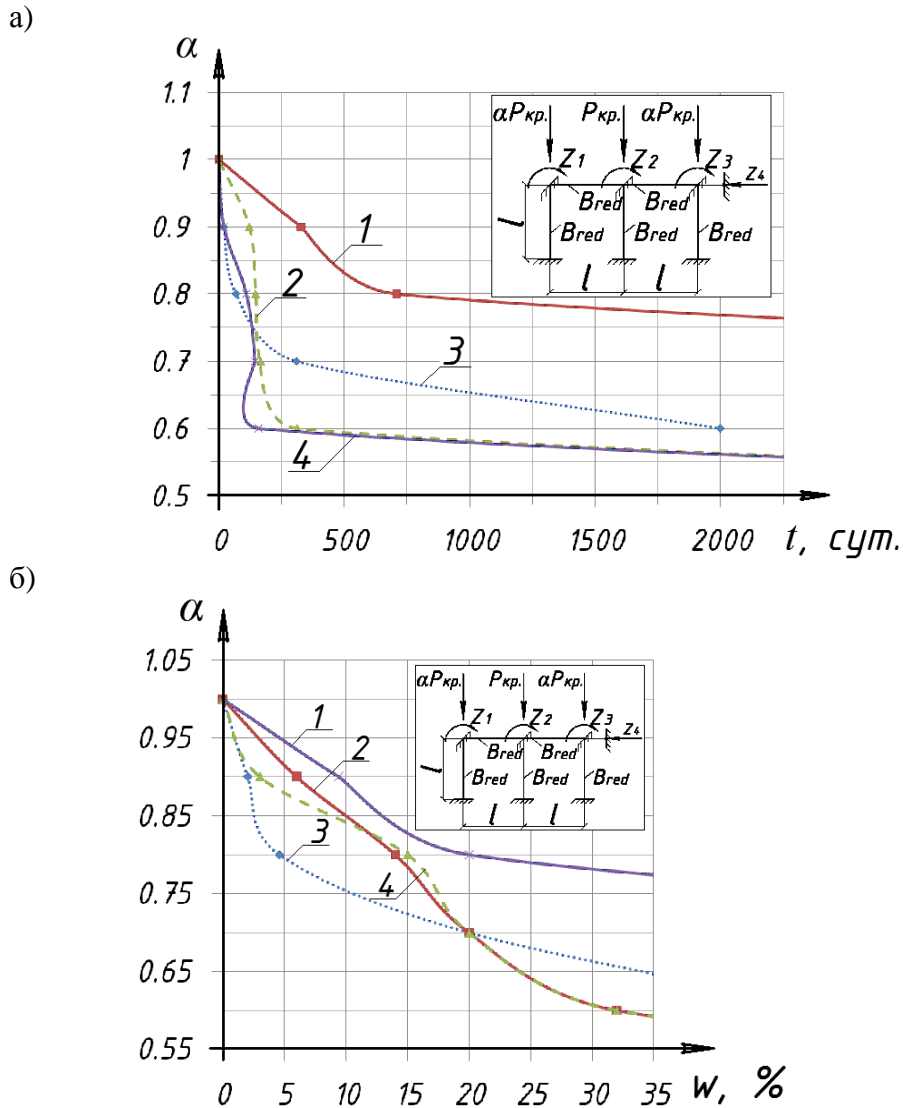 а)
α
1.1
1
0.9
0.8
0.7
0.6
0.5
0 500 1000 1500 2000 t, сут.
1
2
3
4
αPкр. Pкр. αPкр.
Z1 Z2 Z3 Z4
Bred Bred
l Bred Bred Bred
l l
б)
α
1.05
0.95
0.85
0.75
0.65
0.55
0 5 10 15 20 25 30 35 w, %
1
2
3
4
αPкр. Pкр. αPкр.
Z1 Z2 Z3 Z4
Bred Bred
l Bred Bred Bred
l l